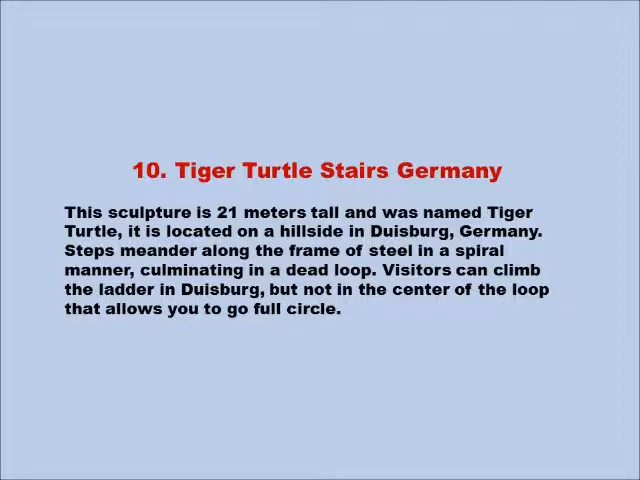 10. Tiger Turtle Stairs Germany
This sculpture is 21 meters tall and was named Tiger
Turtle, it is located on a hillside in Duisburg, Germany.
Steps meander along the frame of steel in a spiral
manner, culminating in a dead loop. Visitors can climb
the ladder in Duisburg, but not in the center of the loop
that allows you to go full circle.